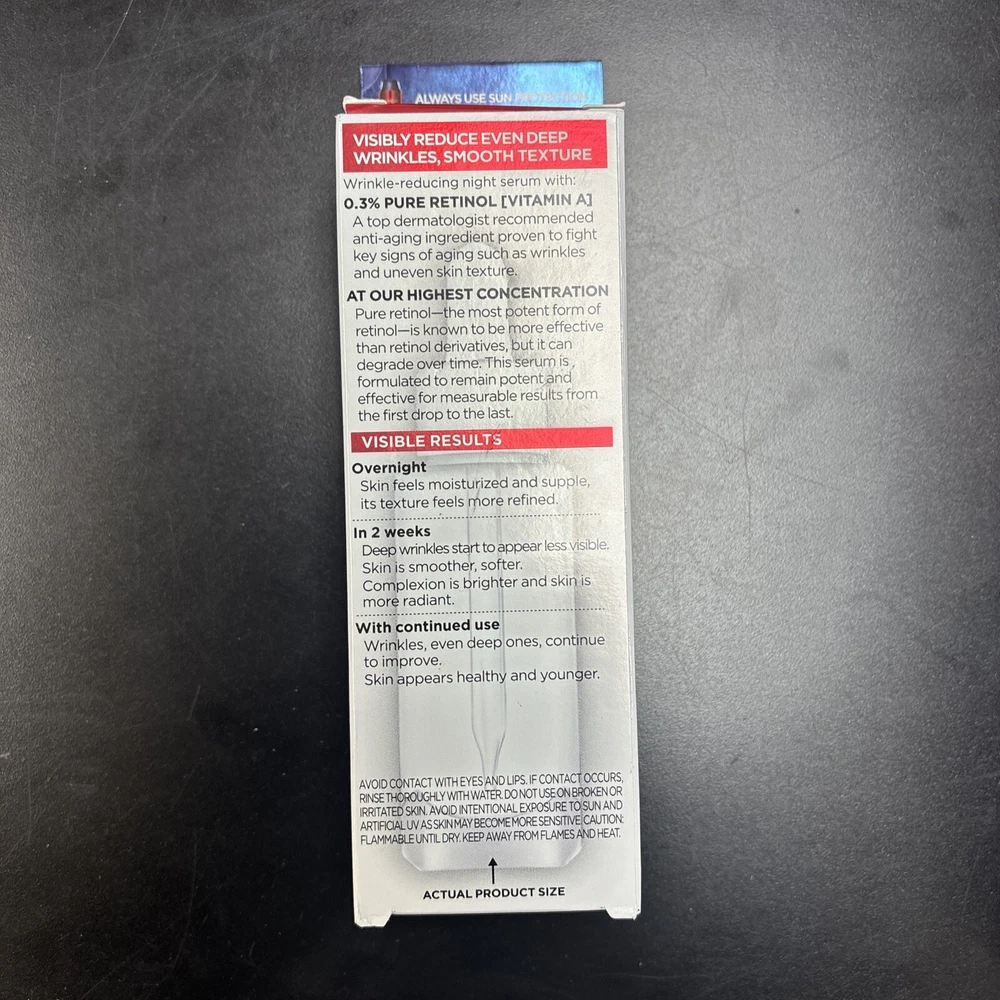 ALWAYS USE SUN PROTECTION
VISIBLY REDUCE EVEN DEEP
WRINKLES, SMOOTH TEXTURE
Wrinkle-reducing night serum with:
0.3% PURE RETINOL [VITAMIN A]
A top dermatologist recommended
anti-aging ingredient proven to fight
key signs of aging such as wrinkles
and uneven skin texture.
AT OUR HIGHEST CONCENTRATION
Pure retinol—the most potent form of
retinol—is known to be more effective
than retinol derivatives, but it can
degrade over time. This serum is
formulated to remain potent and
effective for measurable results from
the first drop to the last.
VISIBLE RESULTS
Overnight
Skin feels moisturized and supple,
its texture feels more refined.
In 2 weeks
Deep wrinkles start to appear less visible.
Skin is smoother, softer.
Complexion is brighter and skin is
more radiant.
With continued use
Wrinkles, even deep ones, continue
to improve.
Skin appears healthy and younger.
AVOID CONTACT WITH EYES AND LIPS. IF CONTACT OCCURS,
RINSE THOROUGHLY WITH WATER. DO NOT USE ON BROKEN OR
IRRITATED SKIN. AVOID INTENTIONAL EXPOSURE TO SUN AND
ARTIFICIAL UV AS SKIN MAY BECOME MORE SENSITIVE. CAUTION:
FLAMMABLE UNTIL DRY. KEEP AWAY FROM FLAMES AND HEAT.
ACTUAL PRODUCT SIZE